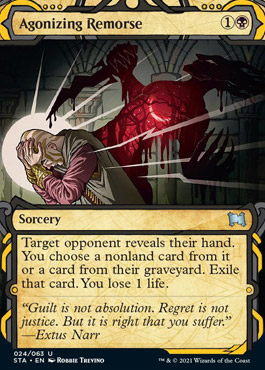 Agonizing Remorse 1
Sorcery
Target opponent reveals their hand.
You choose a nonland card from it
or a card from their graveyard. Exile
that card. You lose 1 life.
“Guilt is not absolution. Regret is not
justice. But it is right that you suffer.”
—Extus Narr
024/063 U
STA • EN ROBBIE TREVINO ™ & © 2021 Wizards of the Coast